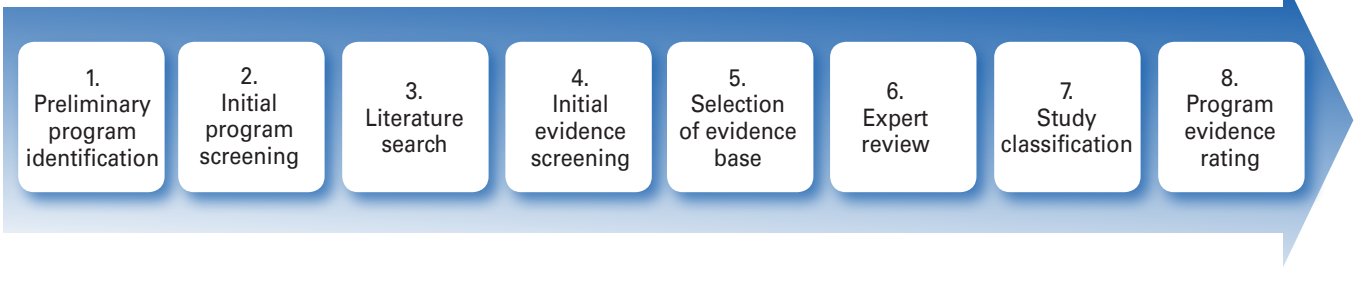 1.
Preliminary
program
identification
2.
Initial
program
screening
3.
Literature
search
4.
Initial
evidence
screening
5.
Selection
of evidence
base
6.
Expert
review
7.
Study
classification
8.
Program
evidence
rating